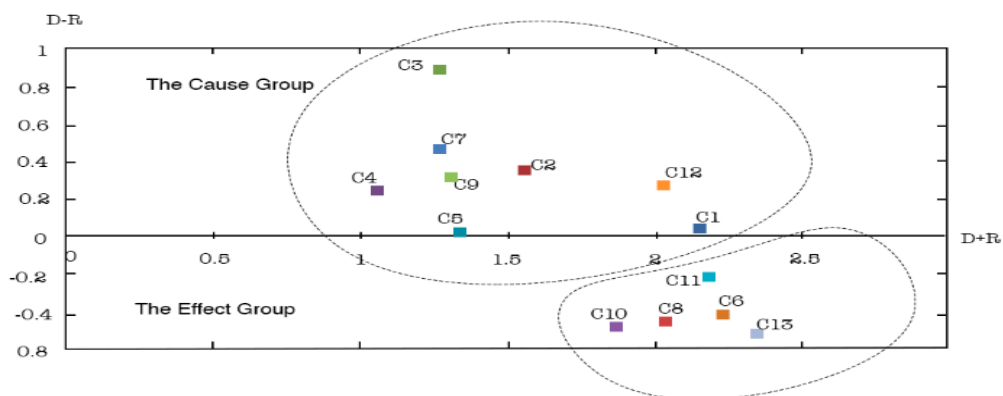 D-R
1
C3
The Cause Group
0.8
0.6
C7
0.4
C2
C12
C4
C9
0.2
C5
C1
0
D+R
0
0.5
1
1.5
2
2.5
-0.2
C11
The Effect Group
C10
C8
C6
-0.4
C13
0.8